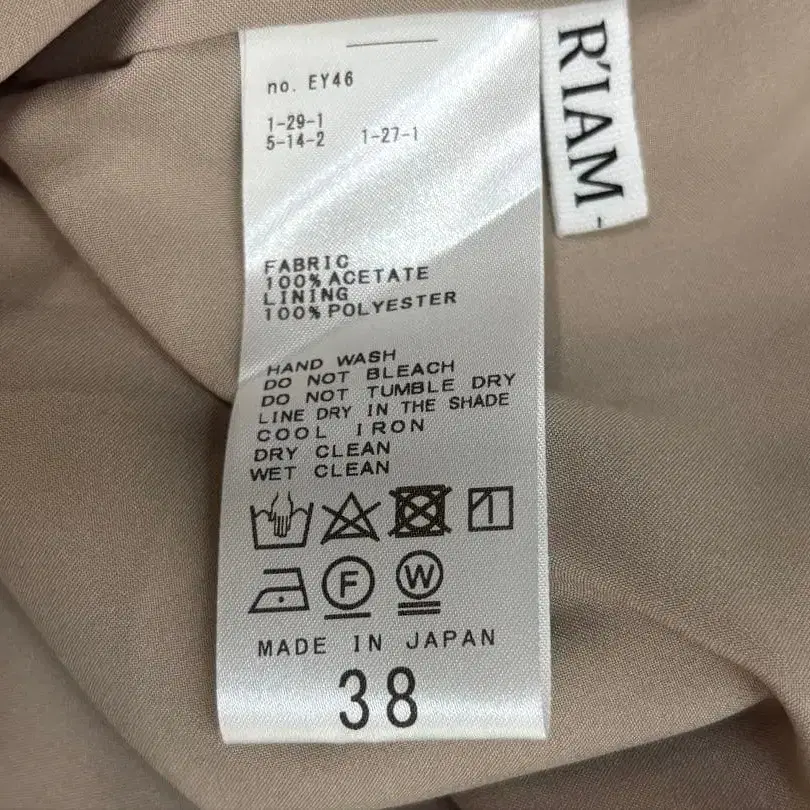 no. EY46
1-29-1
5-14-2 1-27-1
FABRIC
100% ACETATE
LINING
100% POLYESTER
HAND WASH
DO NOT BLEACH
DO NOT TUMBLE DRY
LINE DRY IN THE SHADE
COOL IRON
DRY CLEAN
WET CLEAN
F W
MADE IN JAPAN
38
R'IAM-